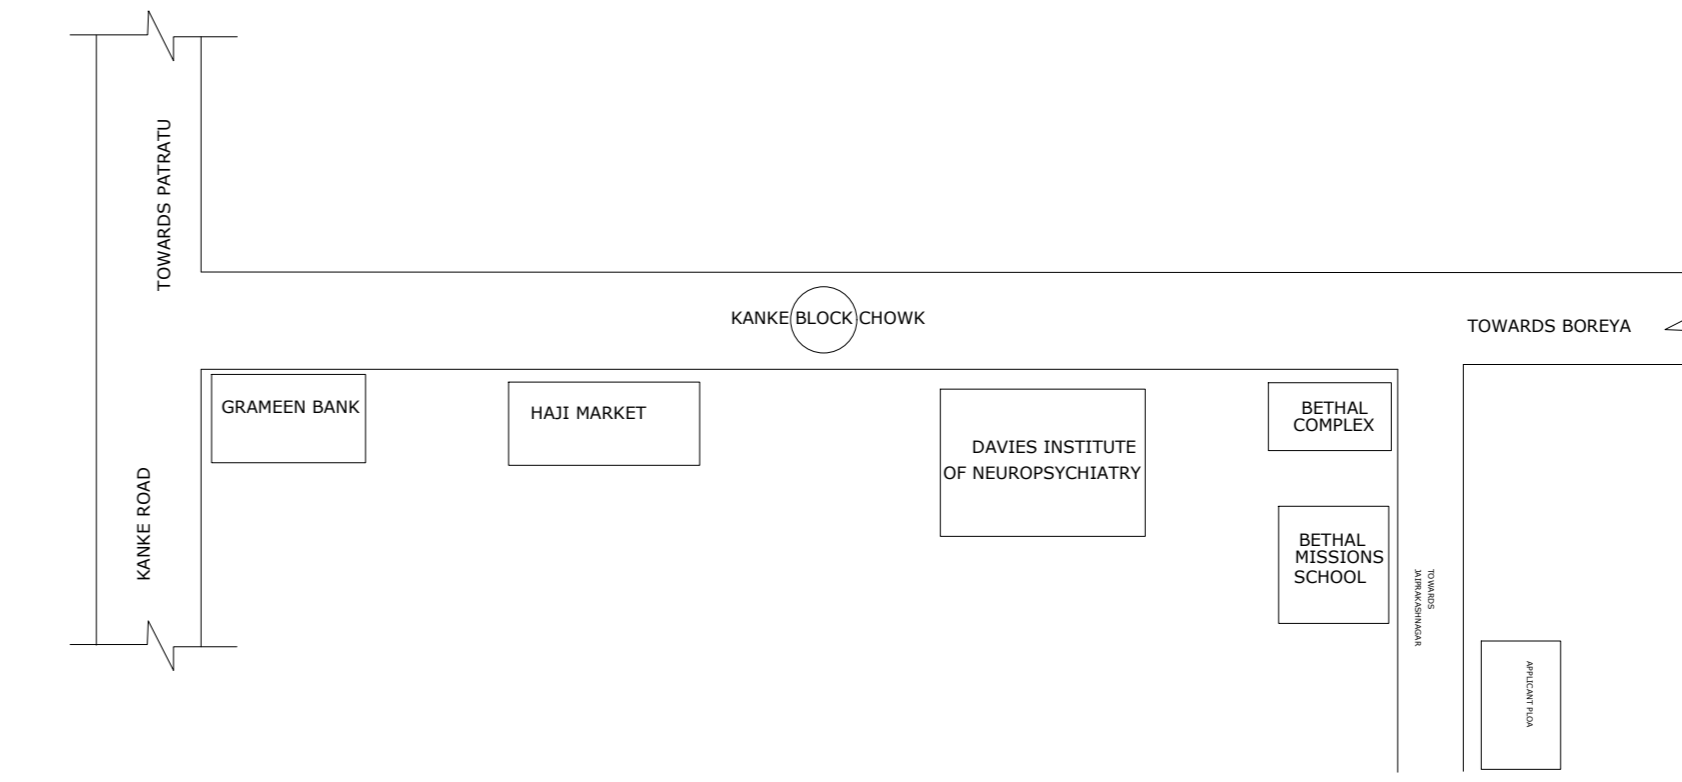 TOWARDS PATRATU
KANKE BLOCK CHOWK
TOWARDS BOREYA
GRAMEEN BANK
HAJI MARKET
DAVIES INSTITUTE
OF NEUROPSYCHIATRY
BETHAL
COMPLEX
KANKE ROAD
BETHAL
MISSIONS
SCHOOL
TOWARDS
JAIPRAKASHNAGAR
APPLICANT PLOA